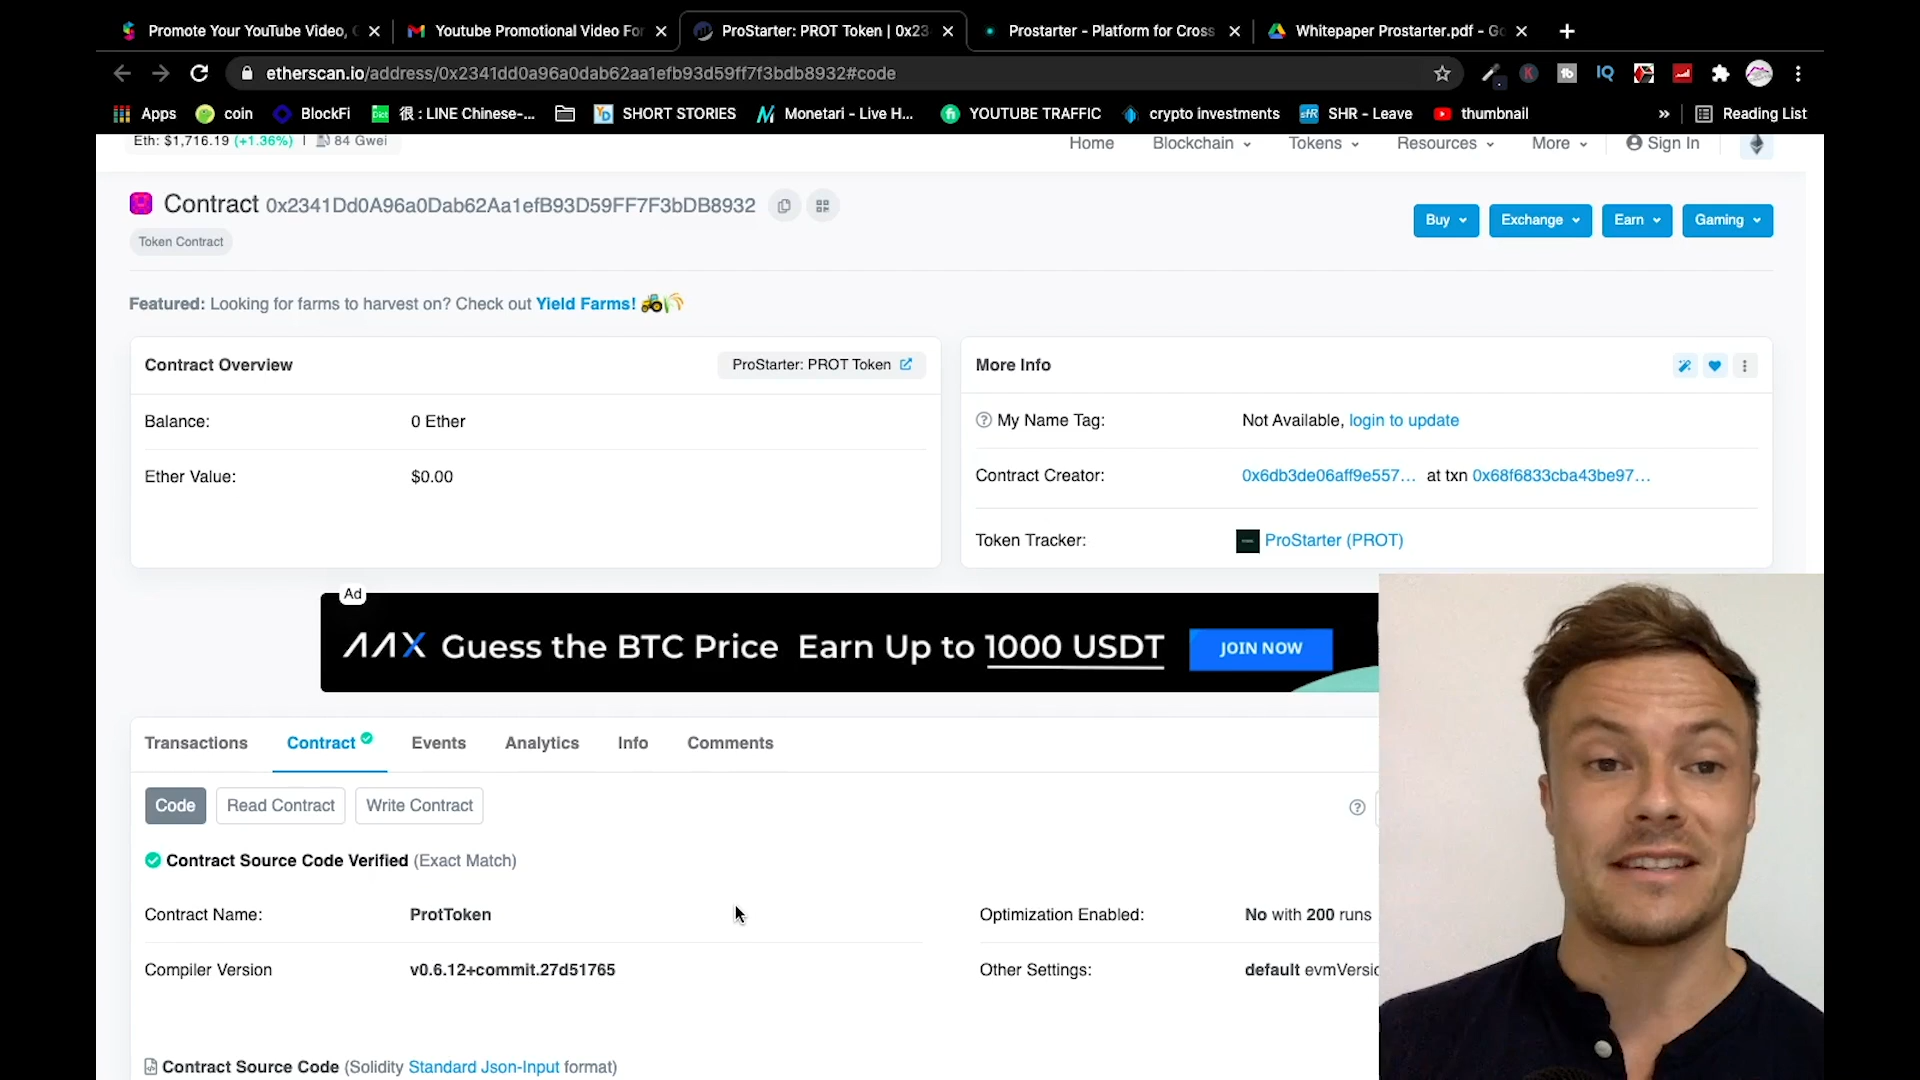 Promote Your YouTube Video,
Youtube Promotional Video For
ProStarter: PROT Token | 0x23
Prostarter - Platform for Cross
Whitepaper Prostarter.pdf - Go
etherscan.io/address/0x2341dd0a96a0dab62aa1efb93d59ff7f3bdb8932#code
Apps
coin
BlockFi
很 : LINE Chinese-...
SHORT STORIES
Monetari - Live H...
YOUTUBE TRAFFIC
crypto investments
SHR - Leave
thumbnail
»
Reading List
Eth: $1,716.19 (+1.36%) | 84 Gwei
Home
Blockchain
Tokens
Resources
More
Sign In
Contract 0x2341Dd0A96a0Dab62Aa1efB93D59FF7F3bDB8932
Buy
Exchange
Earn
Gaming
Token Contract
Featured: Looking for farms to harvest on? Check out Yield Farms!
Contract Overview
ProStarter: PROT Token
Balance:
0 Ether
Ether Value:
$0.00
More Info
My Name Tag:
Not Available, login to update
Contract Creator:
0x6db3de06aff9e557... at txn 0x68f6833cba43be97...
Token Tracker:
ProStarter (PROT)
Ad
AAX Guess the BTC Price Earn Up to 1000 USDT JOIN NOW
Transactions
Contract
Events
Analytics
Info
Comments
Code
Read Contract
Write Contract
Contract Source Code Verified (Exact Match)
Contract Name:
ProtToken
Optimization Enabled:
No with 200 runs
Compiler Version
v0.6.12+commit.27d51765
Other Settings:
default evmVersic
Contract Source Code (Solidity Standard Json-Input format)